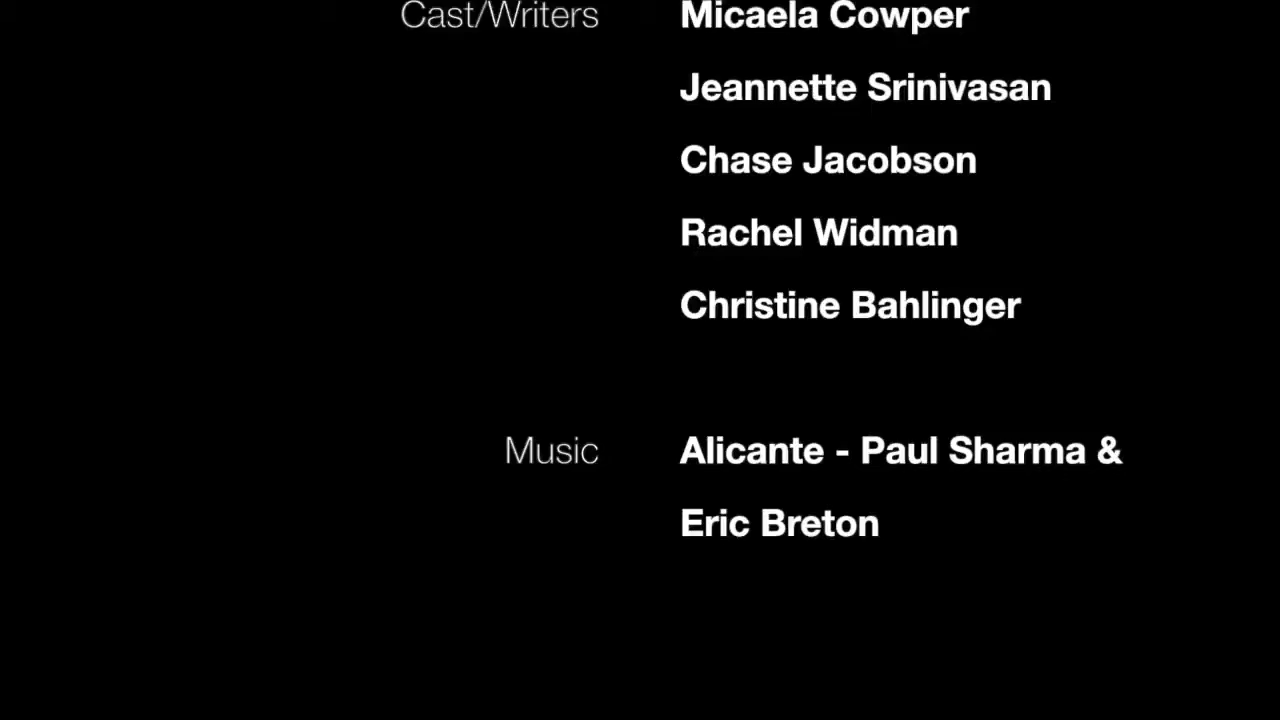 Cast/Writers Micaela Cowper
Jeannette Srinivasan
Chase Jacobson
Rachel Widman
Christine Bahlinger
Music Alicante - Paul Sharma &
Eric Breton